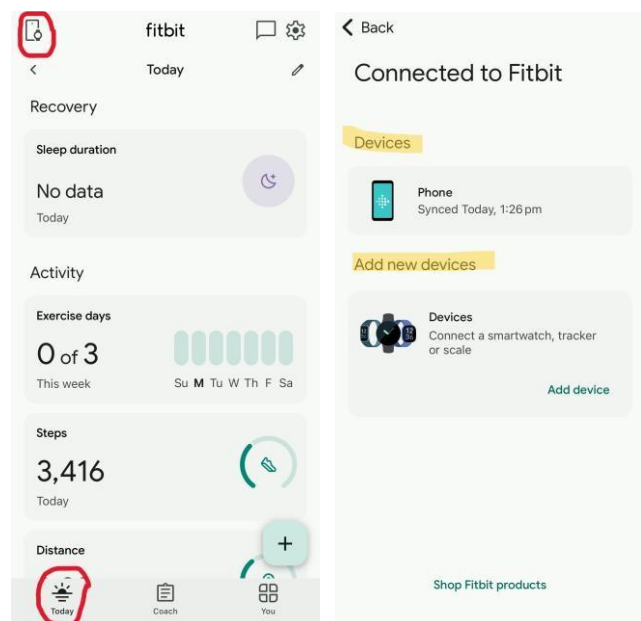 fitbit
Today
Recovery
Sleep duration
No data
Today
Activity
Exercise days
0 of 3
This week
Su M Tu W Th F Sa
Steps
3,416
Today
Distance
+
Today
Coach
You
Back
Connected to Fitbit
Devices
Phone
Synced Today, 1:26 pm
Add new devices
Devices
Connect a smartwatch, tracker
or scale
Add device
Shop Fitbit products